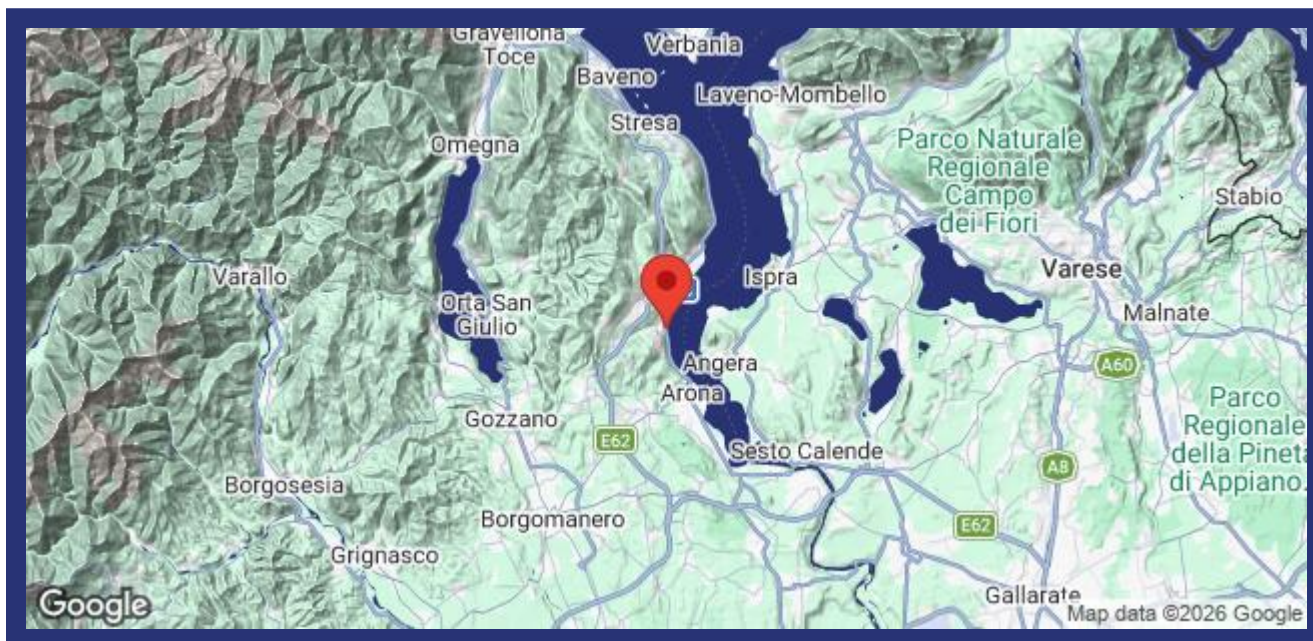 Gravellona
Toce
Verbania
Baveno
Laveno-Mombello
Stresa
Omegna
Parco Naturale
Regionale
Campo
dei Fiori
Stabio
Varallo
Ispra
Varese
Orta San
Giulio
Malnate
Angera
A60
Arona
Parco
Regionale
della Pineta
di Appiano...
Gozzano
E62
Sesto Calende
A8
Borgosesia
Borgomanero
E62
Grignasco
Gallarate
Google
Map data ©2026 Google